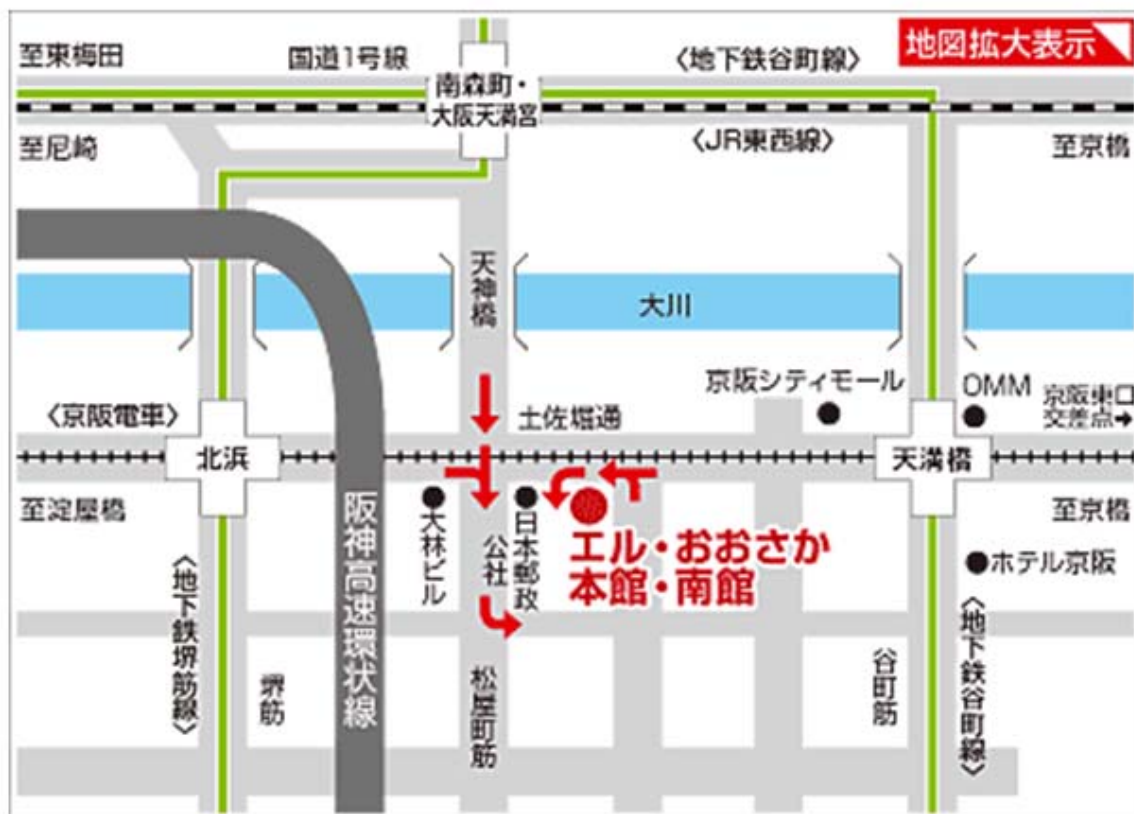 地図拡大表示
至東梅田
国道1号線
〈地下鉄谷町線〉
南森町・
大阪天満宮
至尼崎
〈JR東西線〉
至京橋
天神橋
大川
京阪シティモール
OMM
京阪東口
交差点➡
〈京阪電車〉
土佐堀通
北浜
天満橋
至淀屋橋
至京橋
大林ビル
公社
日本郵政
エル・おおさか
本館・南館
ホテル京阪
阪神高速環状線
〈地下鉄堺筋線〉
堺筋
松屋町筋
谷町筋
〈地下鉄谷町線〉